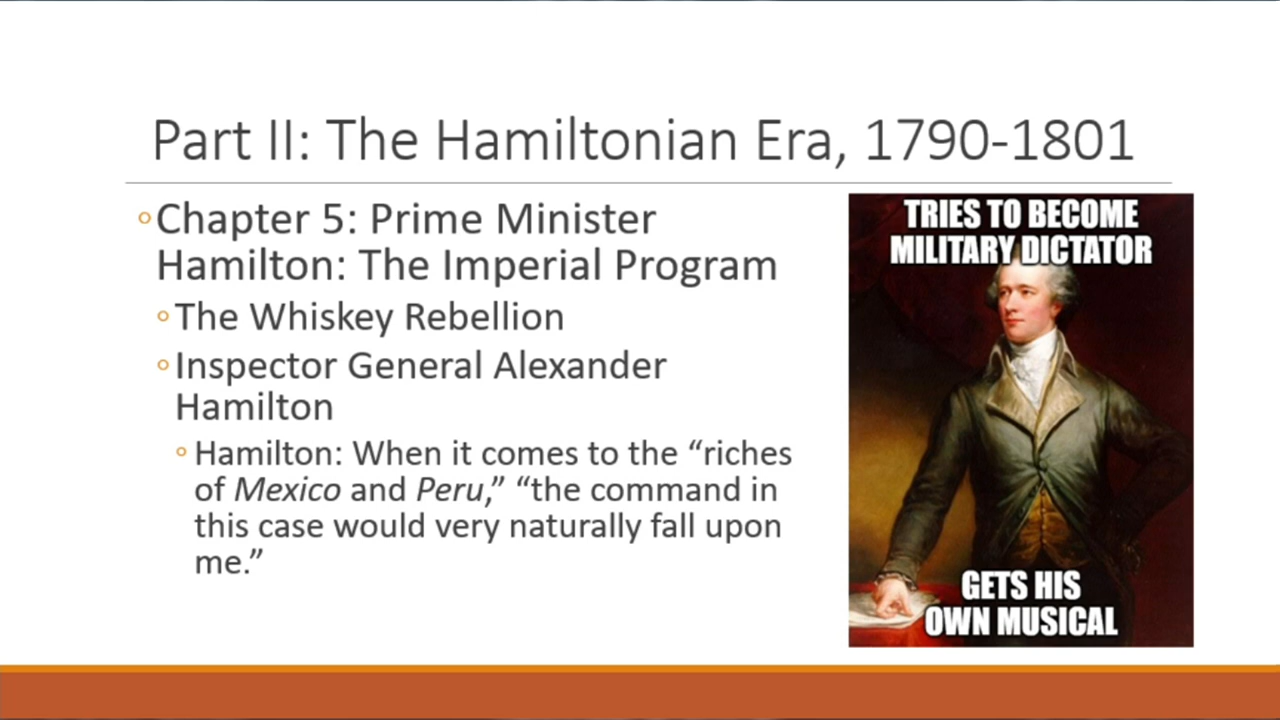 Part II: The Hamiltonian Era, 1790-1801
Chapter 5: Prime Minister
Hamilton: The Imperial Program
The Whiskey Rebellion
Inspector General Alexander
Hamilton
Hamilton: When it comes to the “riches
of Mexico and Peru,” “the command in
this case would very naturally fall upon
me.”
TRIES TO BECOME
MILITARY DICTATOR
GETS HIS
OWN MUSICAL